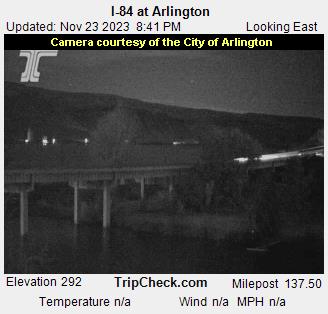 I-84 at Arlington
Updated: Nov 23 2023 8:41 PM Looking East
Camera courtesy of the City of Arlington
Elevation 292 TripCheck.com Milepost 137.50
Temperature n/a Wind n/a MPH n/a